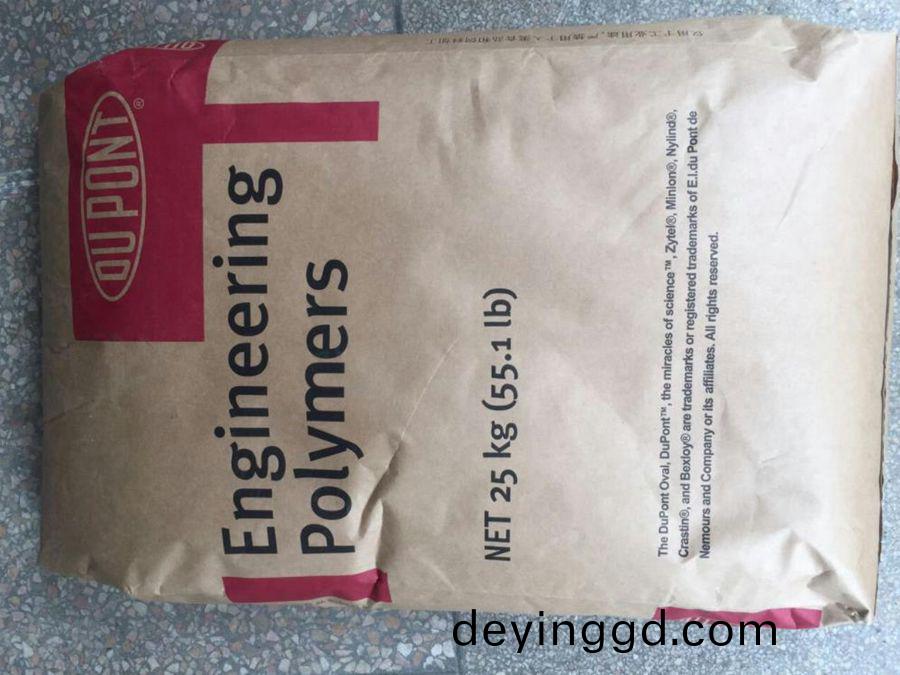 DU PONT®
Engineering
Polymers
NET 25 kg (55.1 lb)
The DuPont Oval, DuPont™, the miracles of science™, Zytel®, Minlon®, Nylind®,
Crastin®, and Bexloy® are trademarks or registered trademarks of E.I.du Pont de
Nemours and Company or its affiliates. All rights reserved.
deyinggd.com